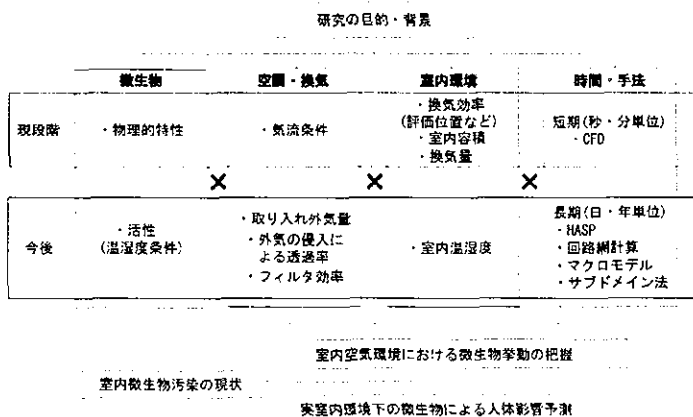 研究の目的・背景
微生物 空調・換気 室内環境 時間・手法
現段階
・物理的特性
・気流条件
・換気効率
(評価位置など)
・室内容積
・換気量
短期(秒・分単位)
・CFD
× × ×
今後
・活性
(温湿度条件)
・取り入れ外気量
・外気の侵入に
よる透過率
・フィルタ効率
・室内温湿度
長期(日・年単位)
・HASP
・回路網計算
・マクロモデル
・サブドメイン法
室内空気環境における微生物挙動の把握
室内微生物汚染の現状
実室内環境下の微生物による人体影響予測